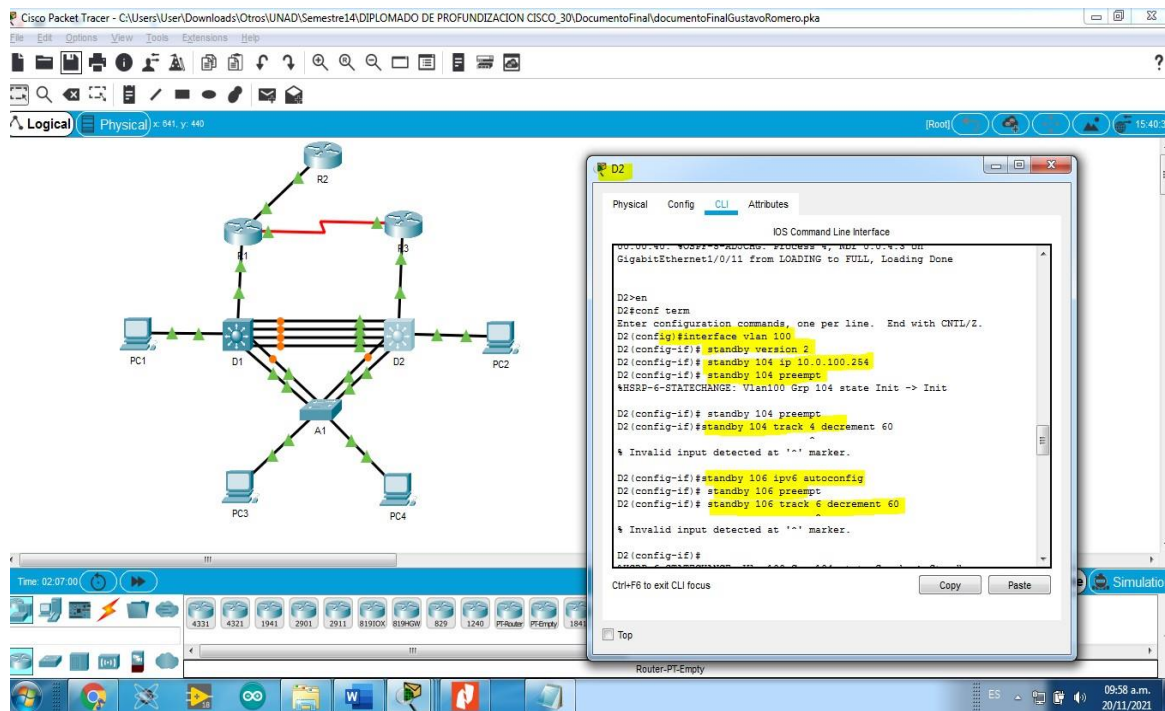 Cisco Packet Tracer - C:\Users\User\Downloads\Otros\UNAD\Semestre14\DIPLOMADO DE PROFUNDIZACION CISCO_30\DocumentoFinal\documentoFinalGustavoRomero.pka
File Edit Options View Tools Extensions Help
?
Logical Physical x: 641, y: 440 [Root] 15:40:3
R2
R1
R3
PC1
D1
D2
PC2
A1
PC3
PC4
D2
Physical Config CLI Attributes
IOS Command Line Interface
GigabitEthernet1/0/11 from LOADING to FULL, Loading Done
D2>en
D2#conf term
Enter configuration commands, one per line. End with CNTL/Z.
D2(config)#interface vlan 100
D2(config-if)# standby version 2
D2(config-if)# standby 104 ip 10.0.100.254
D2(config-if)# standby 104 preempt
%HSRP-6-STATECHANGE: Vlan100 Grp 104 state Init -> Init
D2(config-if)# standby 104 preempt
D2(config-if)#standby 104 track 4 decrement 60
^
% Invalid input detected at '^' marker.
D2(config-if)#standby 106 ipv6 autoconfig
D2(config-if)# standby 106 preempt
D2(config-if)# standby 106 track 6 decrement 60
^
% Invalid input detected at '^' marker.
D2(config-if)#
Ctrl+F6 to exit CLI focus Copy Paste
Top
Time: 02:07:00 Simulatio
4331 4321 1941 2901 2911 819IOX 819HGW 829 1240 PT-Router PT-Empty 1841
Router-PT-Empty
ES 09:58 a.m.
20/11/2021